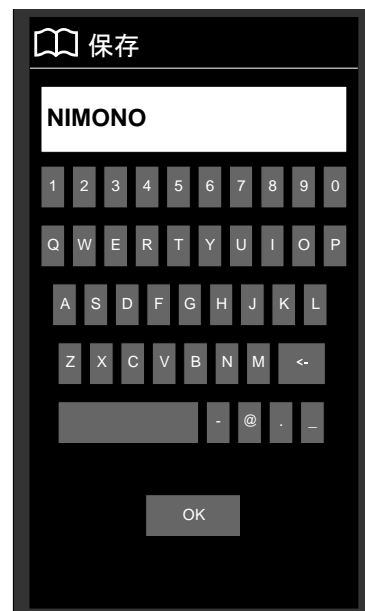 保存
NIMONO
1 2 3 4 5 6 7 8 9 0
Q W E R T Y U I O P
A S D F G H J K L
Z X C V B N M <-
- @ . _
OK